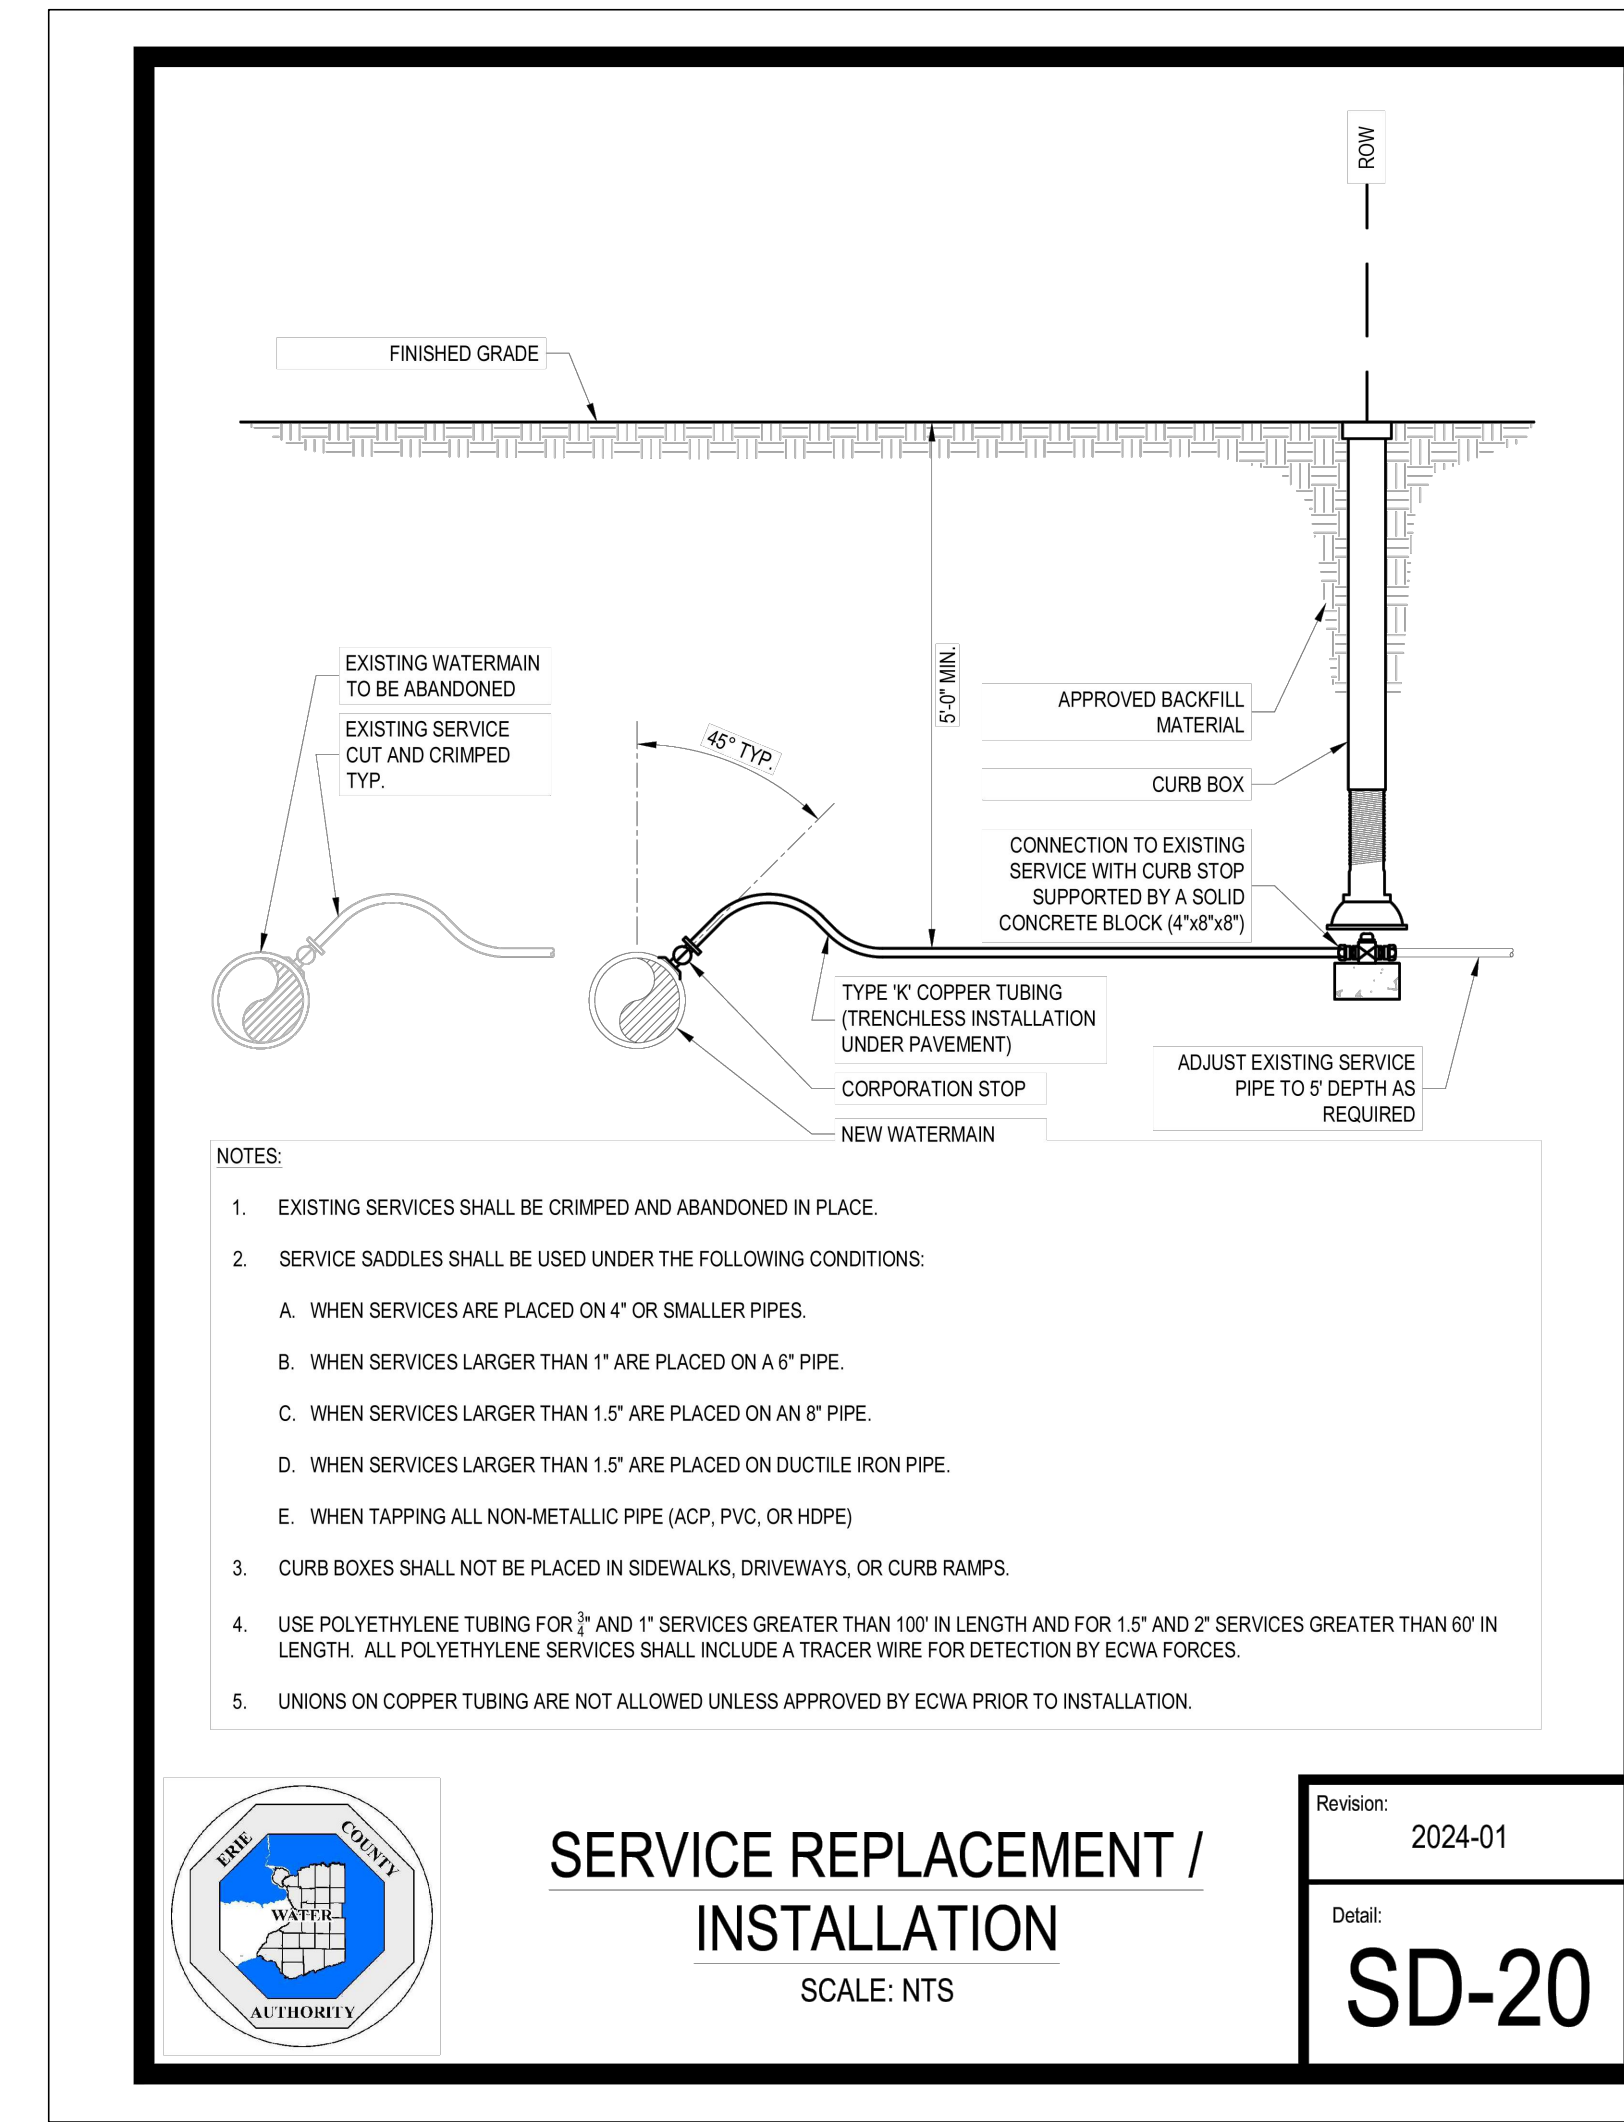 ROW
FINISHED GRADE
EXISTING WATERMAIN
TO BE ABANDONED
EXISTING SERVICE
CUT AND CRIMPED
TYP.
45° TYP.
5'-0" MIN.
APPROVED BACKFILL
MATERIAL
CURB BOX
CONNECTION TO EXISTING
SERVICE WITH CURB STOP
SUPPORTED BY A SOLID
CONCRETE BLOCK (4"x8"x8")
TYPE 'K' COPPER TUBING
(TRENCHLESS INSTALLATION
UNDER PAVEMENT)
CORPORATION STOP
NEW WATERMAIN
ADJUST EXISTING SERVICE
PIPE TO 5' DEPTH AS
REQUIRED
NOTES:
1. EXISTING SERVICES SHALL BE CRIMPED AND ABANDONED IN PLACE.
2. SERVICE SADDLES SHALL BE USED UNDER THE FOLLOWING CONDITIONS:
A. WHEN SERVICES ARE PLACED ON 4" OR SMALLER PIPES.
B. WHEN SERVICES LARGER THAN 1" ARE PLACED ON A 6" PIPE.
C. WHEN SERVICES LARGER THAN 1.5" ARE PLACED ON AN 8" PIPE.
D. WHEN SERVICES LARGER THAN 1.5" ARE PLACED ON DUCTILE IRON PIPE.
E. WHEN TAPPING ALL NON-METALLIC PIPE (ACP, PVC, OR HDPE)
3. CURB BOXES SHALL NOT BE PLACED IN SIDEWALKS, DRIVEWAYS, OR CURB RAMPS.
4. USE POLYETHYLENE TUBING FOR 3/4" AND 1" SERVICES GREATER THAN 100' IN LENGTH AND FOR 1.5" AND 2" SERVICES GREATER THAN 60' IN
LENGTH. ALL POLYETHYLENE SERVICES SHALL INCLUDE A TRACER WIRE FOR DETECTION BY ECWA FORCES.
5. UNIONS ON COPPER TUBING ARE NOT ALLOWED UNLESS APPROVED BY ECWA PRIOR TO INSTALLATION.
ERIE COUNTY
WATER
AUTHORITY
SERVICE REPLACEMENT /
INSTALLATION
SCALE: NTS
Revision:
2024-01
Detail:
SD-20